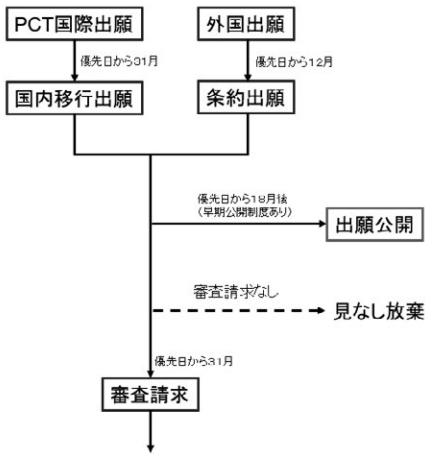 PCT国際出願
外国出願
優先日から31月
優先日から12月
国内移行出願
条約出願
優先日から18月後
（早期公開制度あり）
出願公開
審査請求なし
見なし放棄
優先日から31月
審査請求